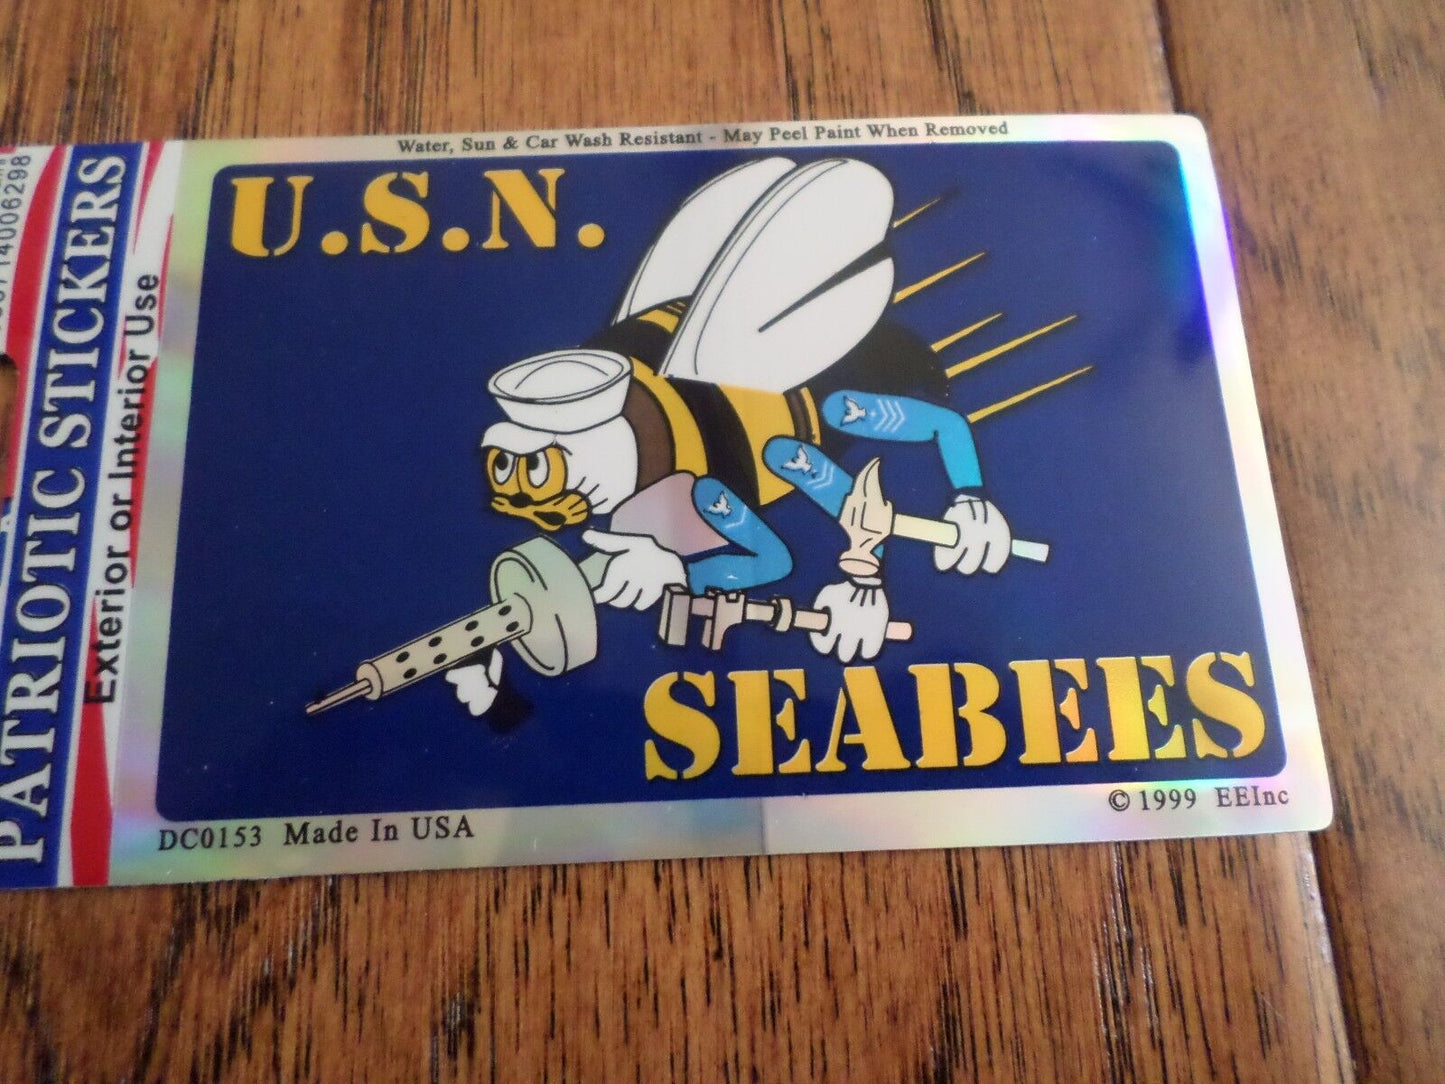 Water, Sun & Car Wash Resistant - May Peel Paint When Removed
U.S.N.
SEABEES
DC0153 Made In USA
© 1999 EEInc
PATRIOTIC STICKERS
Exterior or Interior Use
14006298